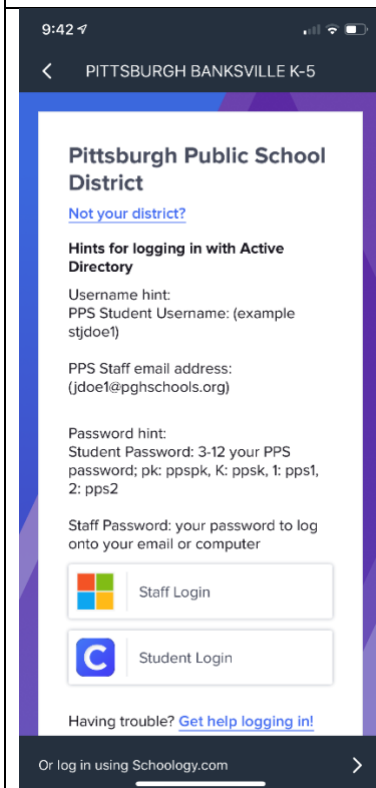 9:42
PITTSBURGH BANKSVILLE K-5
Pittsburgh Public School
District
Not your district?
Hints for logging in with Active
Directory
Username hint:
PPS Student Username: (example
stjdoe1)
PPS Staff email address:
(jdoe1@pghschools.org)
Password hint:
Student Password: 3-12 your PPS
password; pk: ppspk, K: ppsk, 1: pps1,
2: pps2
Staff Password: your password to log
onto your email or computer
Staff Login
C Student Login
Having trouble? Get help logging in!
Or log in using Schoology.com